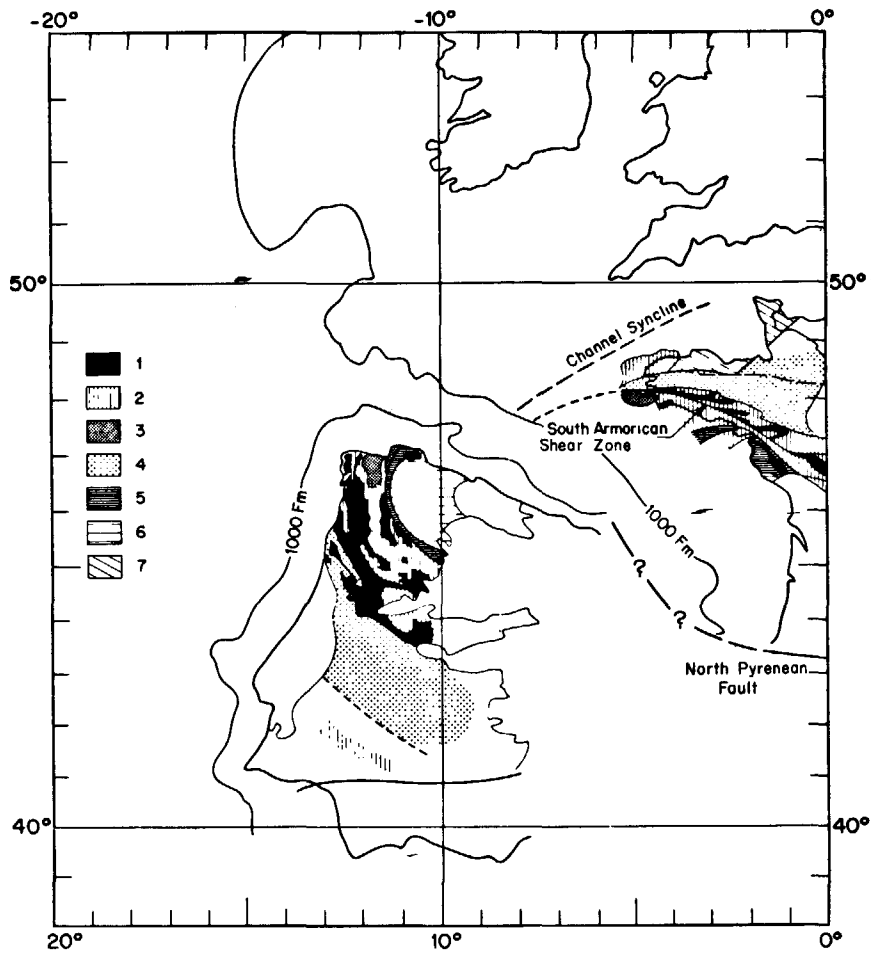 -20° -10° 0°
50° 50°
Channel Syncline
1
2
3
4
5
6
7
South Armorican
Shear Zone
1000 Fm
1000 Fm
?
?
North Pyrenean
Fault
40° 40°
20° 10° 0°